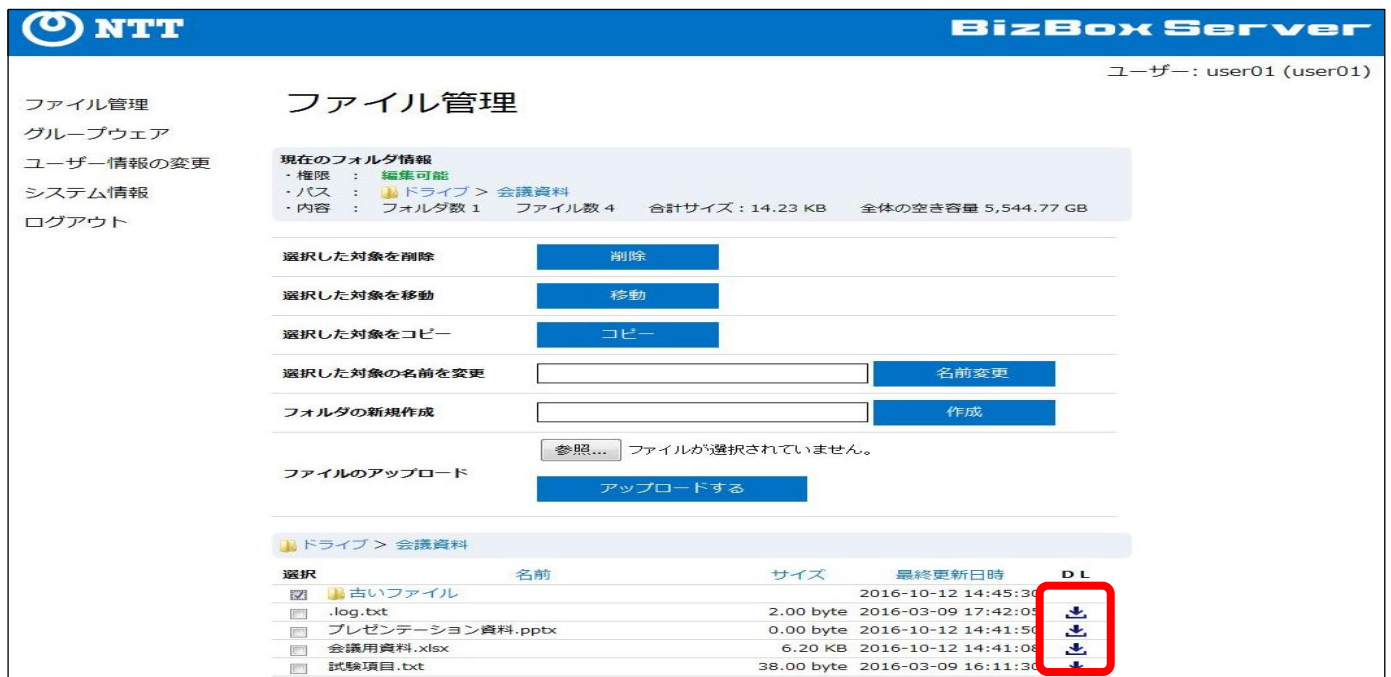 NTT BizBox Server
ユーザー: user01 (user01)
ファイル管理
グループウェア
ユーザー情報の変更
システム情報
ログアウト
ファイル管理
現在のフォルダ情報
・権限 : 編集可能
・パス : ドライブ > 会議資料
・内容 : フォルダ数 1 ファイル数 4 合計サイズ : 14.23 KB 全体の空き容量 5,544.77 GB
選択した対象を削除 削除
選択した対象を移動 移動
選択した対象をコピー コピー
選択した対象の名前を変更 名前変更
フォルダの新規作成 作成
ファイルのアップロード 参照... ファイルが選択されていません。
アップロードする
ドライブ > 会議資料
選択 名前 サイズ 最終更新日時 DL
古いファイル 2016-10-12 14:45:30
.log.txt 2.00 byte 2016-03-09 17:42:05
プレゼンテーション資料.pptx 0.00 byte 2016-10-12 14:41:50
会議用資料.xlsx 6.20 KB 2016-10-12 14:41:08
試験項目.txt 38.00 byte 2016-03-09 16:11:30